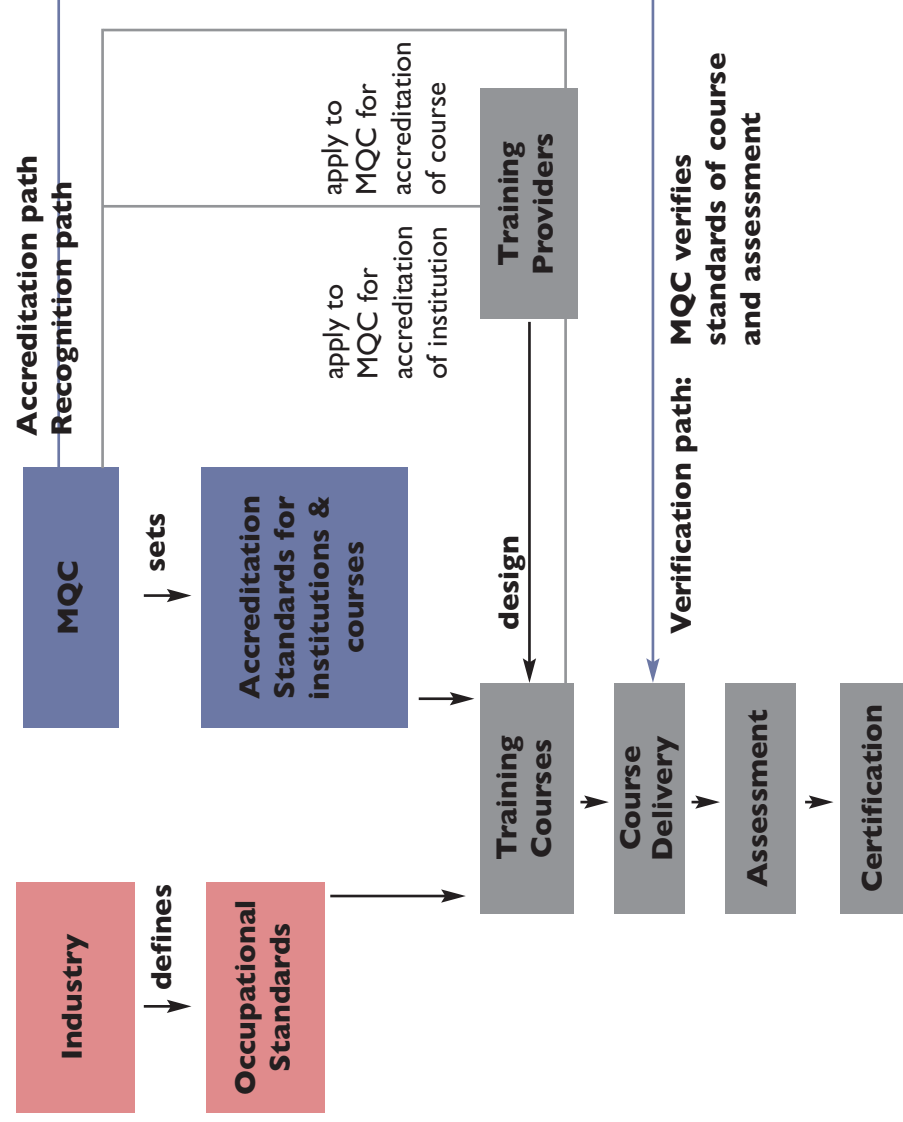 Industry
defines
Occupational
Standards
MQC
sets
Accreditation
Standards for
institutions &
courses
Accreditation path
Recognition path
apply to
MQC for
accreditation
of institution
apply to
MQC for
accreditation
of course
Training
Providers
design
Training
Courses
Course
Delivery
Assessment
Certification
Verification path: MQC verifies
standards of course
and assessment